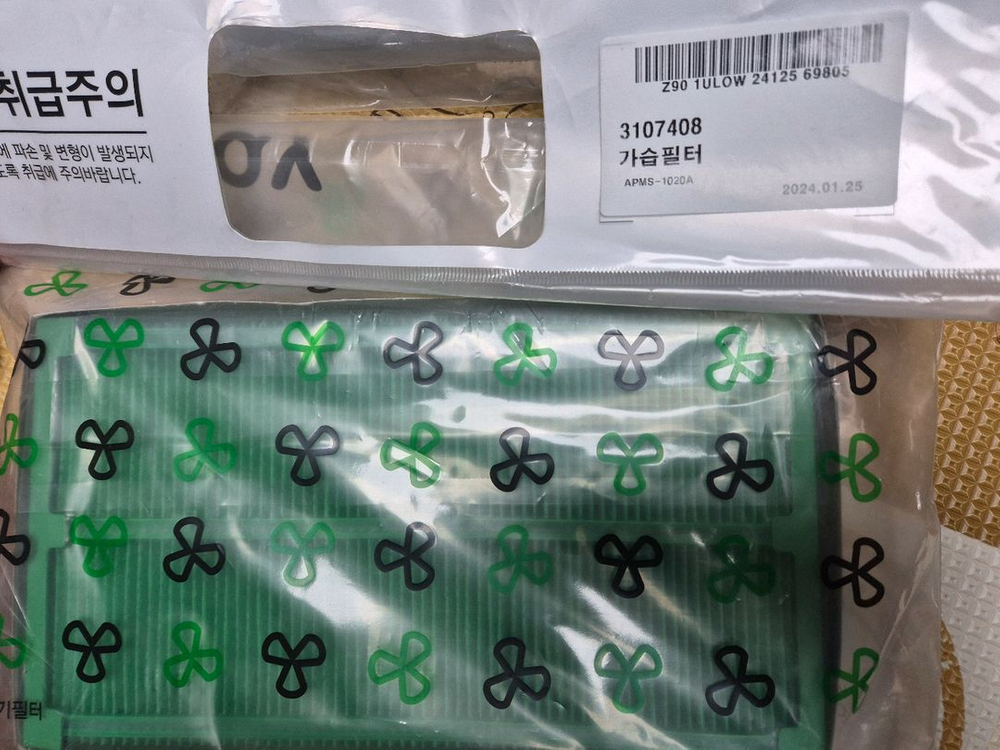 취급주의
에 파손 및 변형이 발생되지
도록 취급에 주의바랍니다.
Z90 1ULOW 24125 69805
3107408
가습필터
APMS-1020A
2024.01.25
기필터